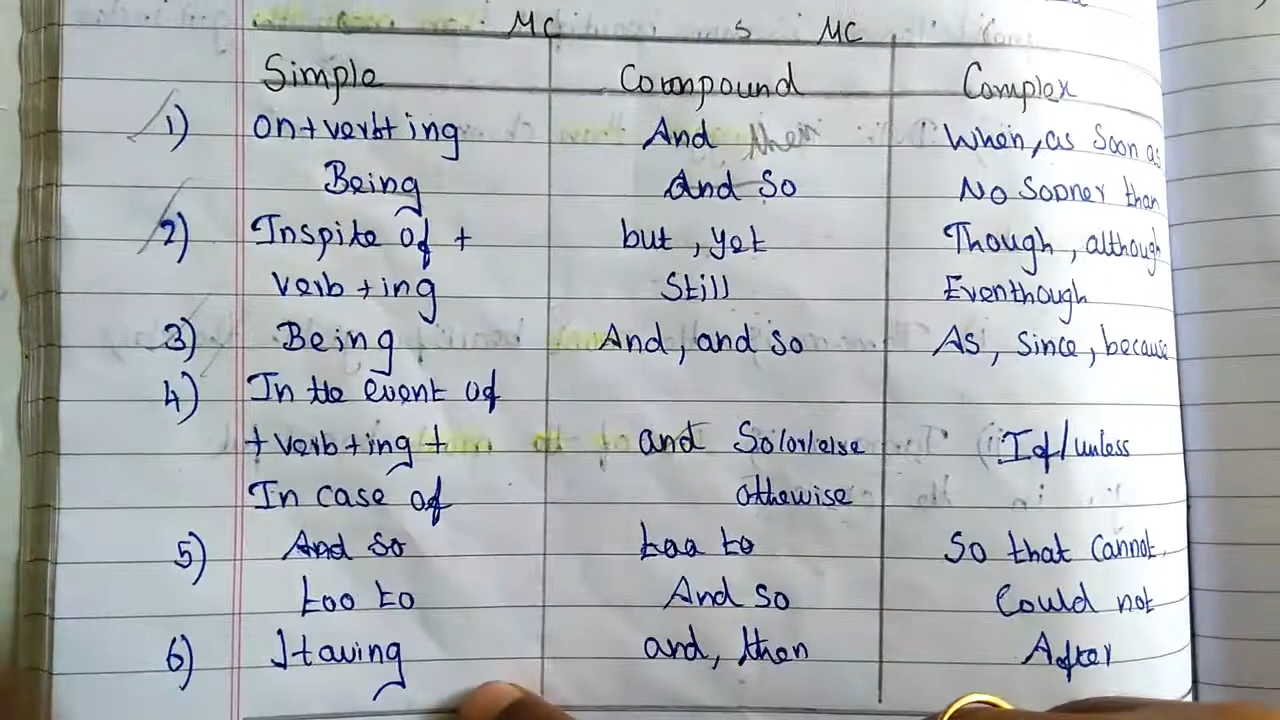 MC S MC
Simple Compound Complex
1) on+verb+ing And then When, as soon as
Being And so No Sooner than
2) Inspite of + but, yet Though, although
verb +ing Still Eventhough
3) Being And, and so As, Since, because
4) In the event of
+verb+ing + and So/or/else If/unless
In case of othewise
5) And so too to So that Cannot,
too to And so Could not
6) Having and, then After